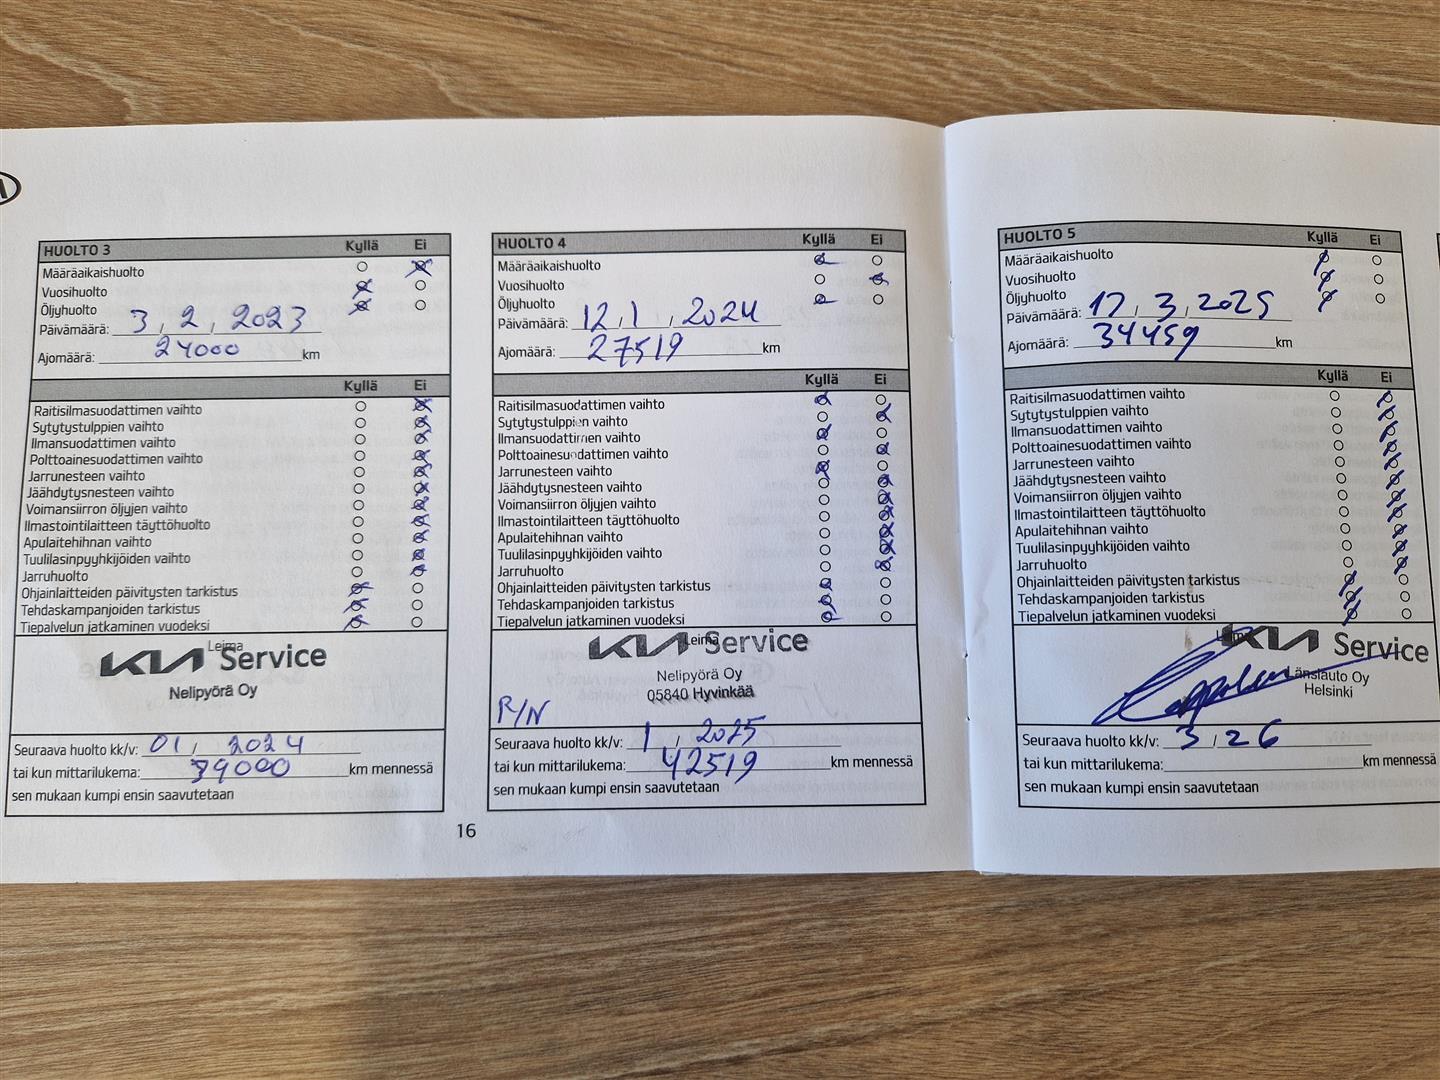 HUOLTO 3 Kyllä Ei
Määräaikaishuolto
Vuosihuolto
Öljyhuolto
Päivämäärä: 3, 2, 2023
Ajomäärä: 24000 km
Kyllä Ei
Raitisilmasuodattimen vaihto
Sytytystulppien vaihto
Ilmansuodattimen vaihto
Polttoainesuodattimen vaihto
Jarrunesteen vaihto
Jäähdytysnesteen vaihto
Voimansiirron öljyjen vaihto
Ilmastointilaitteen täyttöhuolto
Apulaitehihnan vaihto
Tuulilasinpyyhkijöiden vaihto
Jarruhuolto
Ohjainlaitteiden päivitysten tarkistus
Tehdaskampanjoiden tarkistus
Tiepalvelun jatkaminen vuodeksi
Leima
KIA Service
Nelipyörä Oy
Seuraava huolto kk/v: 01 / 2024
tai kun mittarilukema: 39000 km mennessä
sen mukaan kumpi ensin saavutetaan
HUOLTO 4 Kyllä Ei
Määräaikaishuolto
Vuosihuolto
Öljyhuolto
Päivämäärä: 12, 1, 2024
Ajomäärä: 27519 km
Kyllä Ei
Raitisilmasuodattimen vaihto
Sytytystulppien vaihto
Ilmansuodattimen vaihto
Polttoainesuodattimen vaihto
Jarrunesteen vaihto
Jäähdytysnesteen vaihto
Voimansiirron öljyjen vaihto
Ilmastointilaitteen täyttöhuolto
Apulaitehihnan vaihto
Tuulilasinpyyhkijöiden vaihto
Jarruhuolto
Ohjainlaitteiden päivitysten tarkistus
Tehdaskampanjoiden tarkistus
Tiepalvelun jatkaminen vuodeksi
Leima
KIA Service
Nelipyörä Oy
05840 Hyvinkää
R/N
Seuraava huolto kk/v: 1 / 2025
tai kun mittarilukema: 42519 km mennessä
sen mukaan kumpi ensin saavutetaan
16
HUOLTO 5 Kyllä Ei
Määräaikaishuolto
Vuosihuolto
Öljyhuolto
Päivämäärä: 17, 3, 2025
Ajomäärä: 34459 km
Kyllä Ei
Raitisilmasuodattimen vaihto
Sytytystulppien vaihto
Ilmansuodattimen vaihto
Polttoainesuodattimen vaihto
Jarrunesteen vaihto
Jäähdytysnesteen vaihto
Voimansiirron öljyjen vaihto
Ilmastointilaitteen täyttöhuolto
Apulaitehihnan vaihto
Tuulilasinpyyhkijöiden vaihto
Jarruhuolto
Ohjainlaitteiden päivitysten tarkistus
Tehdaskampanjoiden tarkistus
Tiepalvelun jatkaminen vuodeksi
Leima
KIA Service
Länsiauto Oy
Helsinki
Seuraava huolto kk/v: 3 / 26
tai kun mittarilukema: km mennessä
sen mukaan kumpi ensin saavutetaan